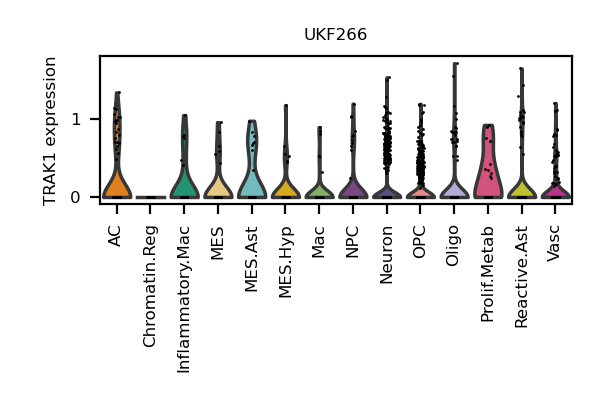 UKF266
TRAK1 expression
1
0
AC
Chromatin.Reg
Inflammatory.Mac
MES
MES.Ast
MES.Hyp
Mac
NPC
Neuron
OPC
Oligo
Prolif.Metab
Reactive.Ast
Vasc